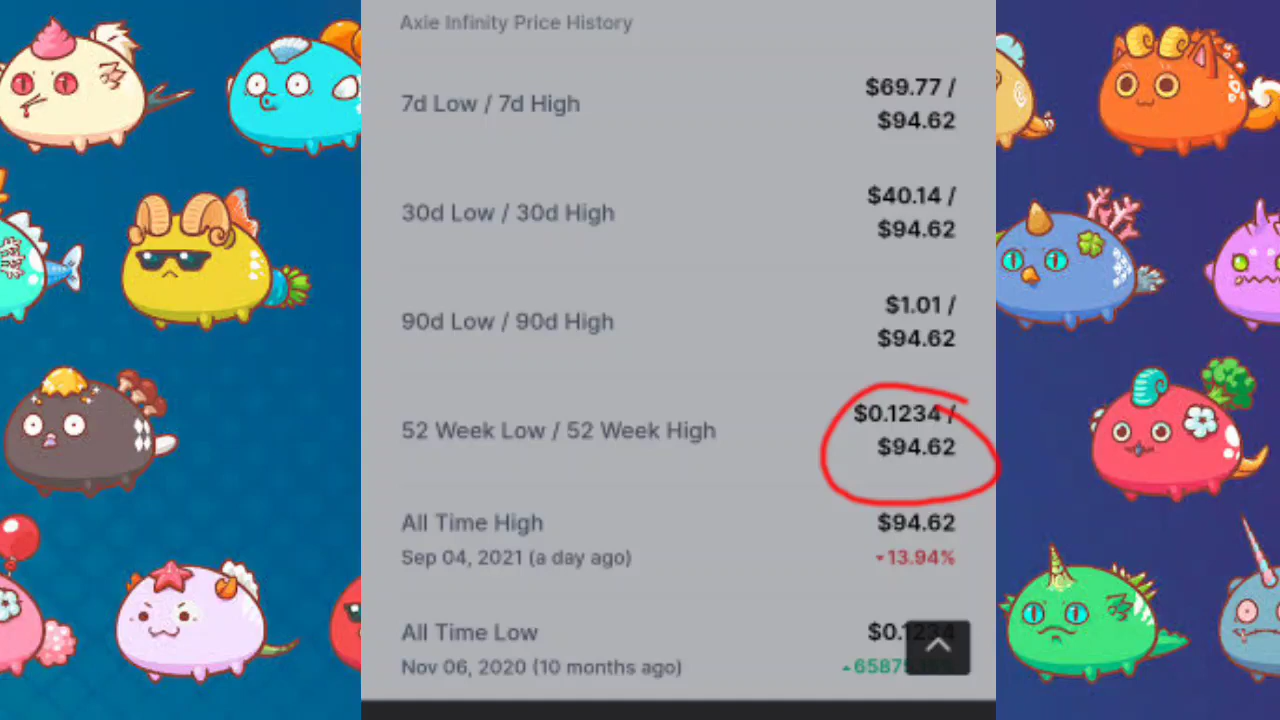 Axie Infinity Price History
7d Low / 7d High
$69.77 /
$94.62
30d Low / 30d High
$40.14 /
$94.62
90d Low / 90d High
$1.01 /
$94.62
52 Week Low / 52 Week High
$0.1234 /
$94.62
All Time High
$94.62
Sep 04, 2021 (a day ago)
13.94%
All Time Low
$0.1234
Nov 06, 2020 (10 months ago)